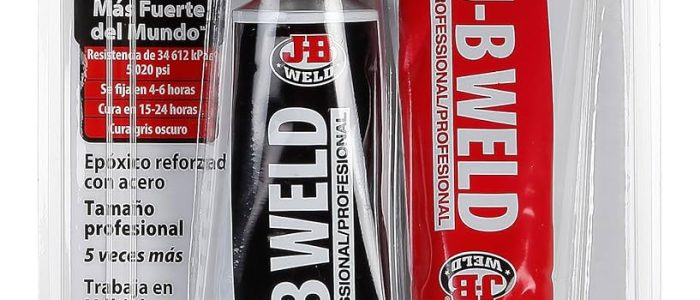 Más Fuerte
del Mundo™
Resistencia de 34 612 kPa
5,020 psi
Se fija en 4-6 horas
Cura en 15-24 horas
Cura gris oscuro
Epóxico reforzad
con acero
Tamaño
profesional
5 veces más
Trabaja en
J-B
WELD
B WELD
SSIONAL/PROFESIONAL
-B WELD
PROFESSIONAL/PROFESIONAL
J-B
WELD